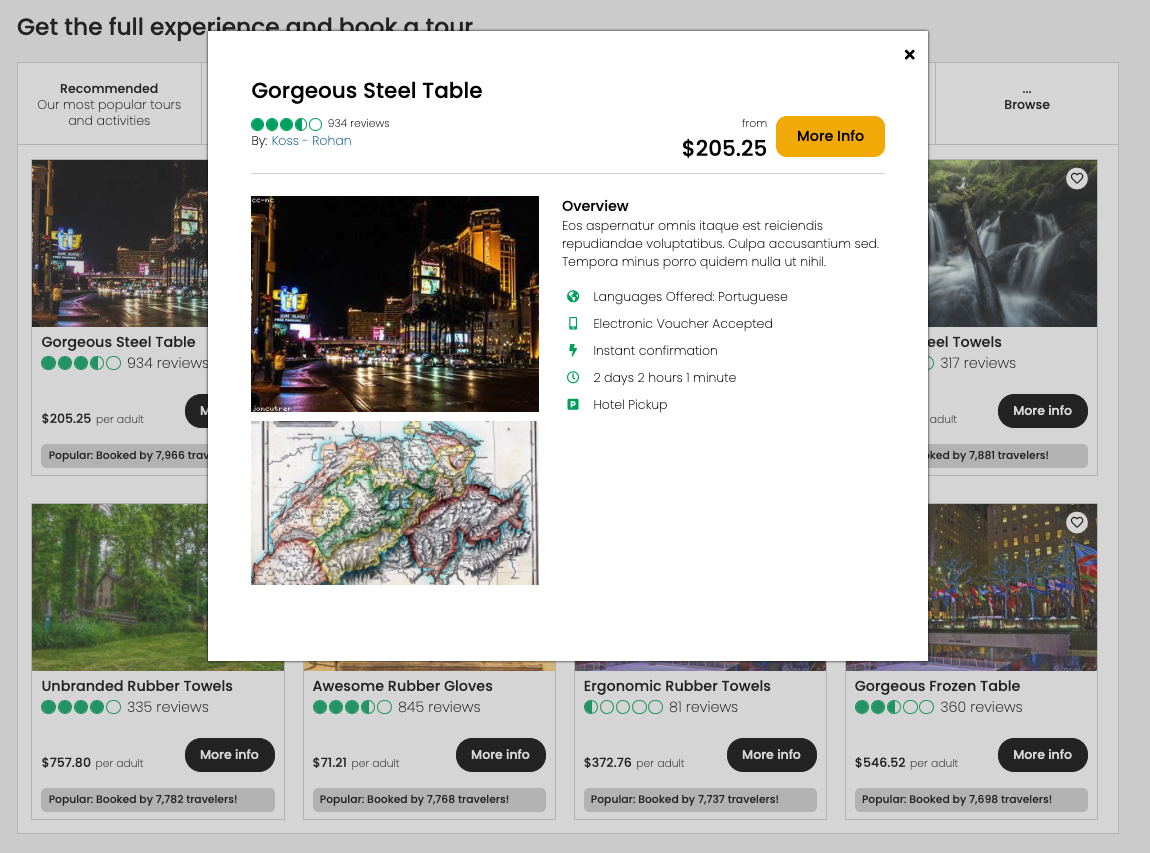 Get the full experience and book a tour
Recommended
Our most popular tours
and activities
...
Browse
Gorgeous Steel Table
934 reviews
By: Koss - Rohan
from
$205.25
More Info
cc-nc
joncutrer
Overview
Eos aspernatur omnis itaque est reiciendis
repudiandae voluptatibus. Culpa accusantium sed.
Tempora minus porro quidem nulla ut nihil.
Languages Offered: Portuguese
Electronic Voucher Accepted
Instant confirmation
2 days 2 hours 1 minute
Hotel Pickup
Gorgeous Steel Table
934 reviews
$205.25 per adult
Popular: Booked by 7,966
Towels
317 reviews
adult
More info
by 7,881 travelers!
Unbranded Rubber Towels
335 reviews
$757.80 per adult
More info
Popular: Booked by 7,782 travelers!
Awesome Rubber Gloves
845 reviews
$71.21 per adult
More info
Popular: Booked by 7,768 travelers!
Ergonomic Rubber Towels
81 reviews
$372.76 per adult
More info
Popular: Booked by 7,737 travelers!
Gorgeous Frozen Table
360 reviews
$546.52 per adult
More info
Popular: Booked by 7,698 travelers!